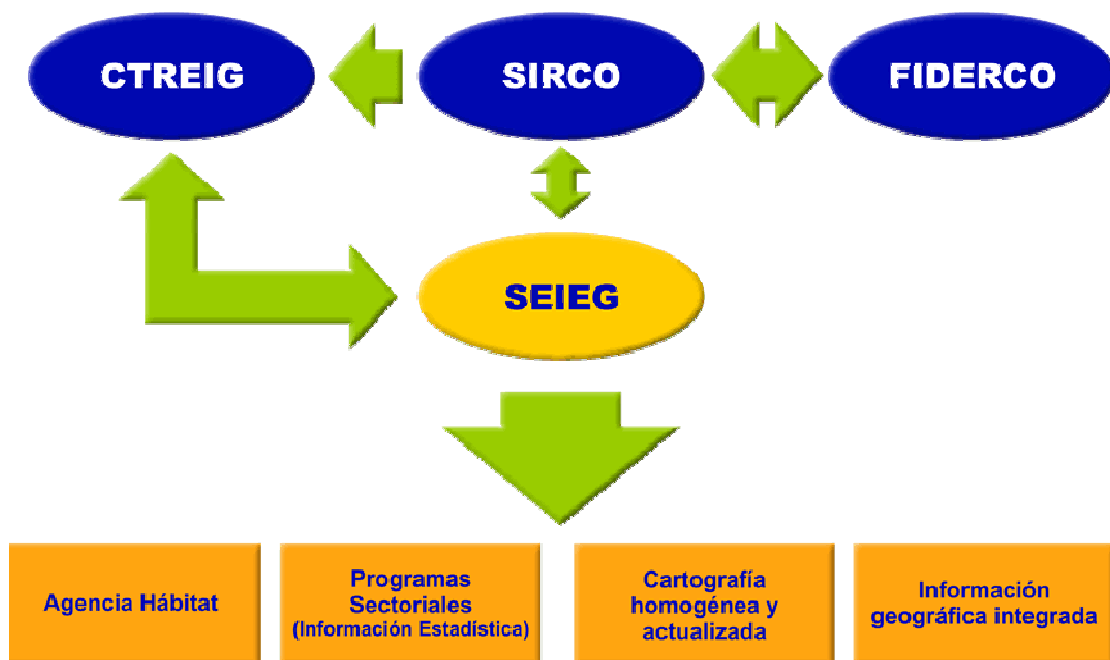 CTREIG
SIRCO
FIDERCO
SEIEG
Agencia Hábitat
Programas
Sectoriales
(Información Estadística)
Cartografía
homogénea y
actualizada
Información
geográfica integrada